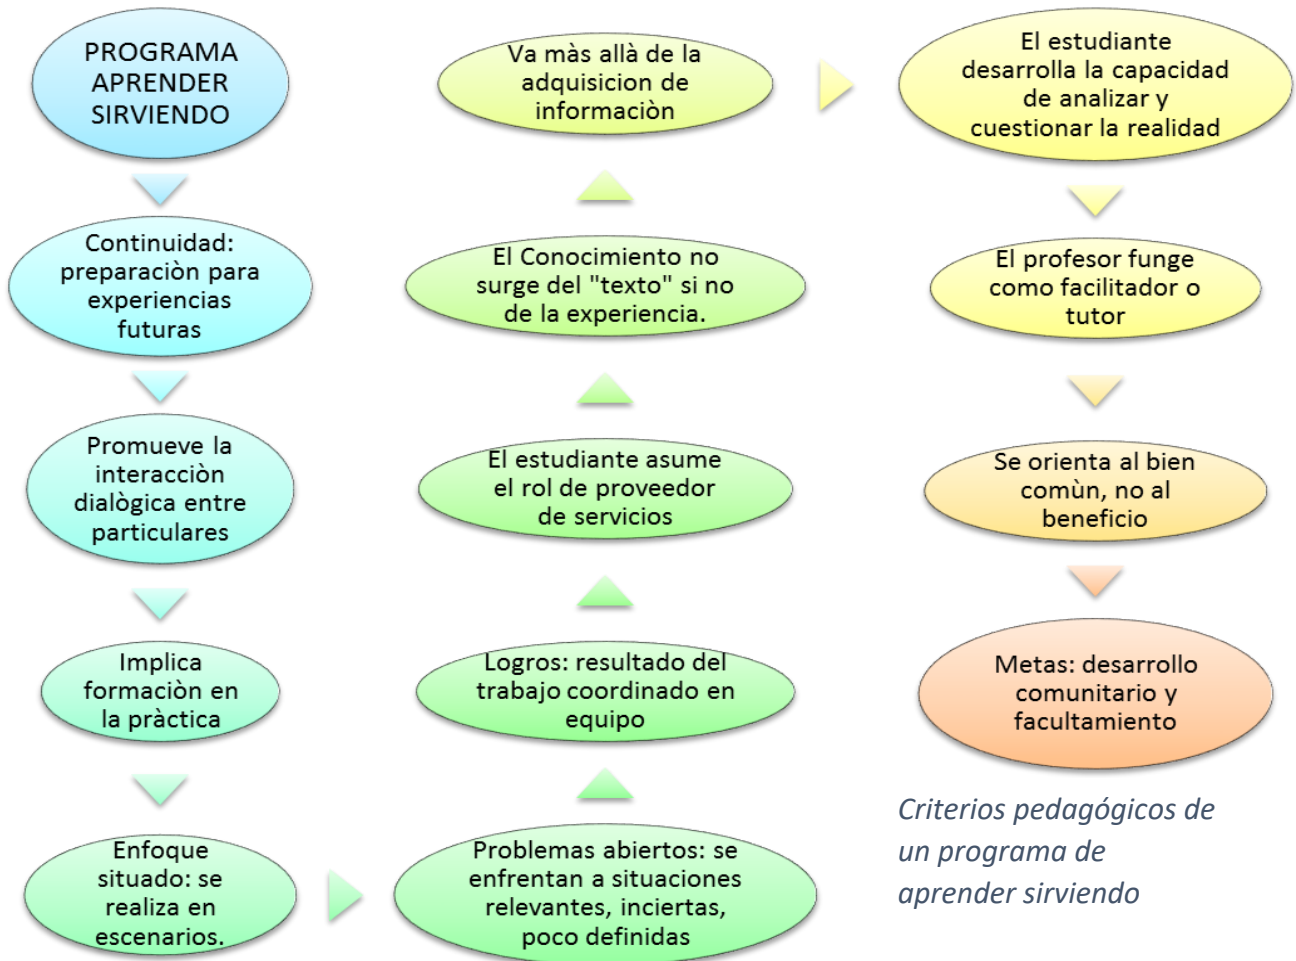 PROGRAMA
APRENDER
SIRVIENDO
Continuidad:
preparaciòn para
experiencias
futuras
Promueve la
interacciòn
dialògica entre
particulares
Implica
formaciòn en
la pràctica
Enfoque
situado: se
realiza en
escenarios.
Problemas abiertos: se
enfrentan a situaciones
relevantes, inciertas,
poco definidas
Logros: resultado del
trabajo coordinado en
equipo
El estudiante asume
el rol de proveedor
de servicios
El Conocimiento no
surge del "texto" si no
de la experiencia.
Va màs allà de la
adquisicion de
informaciòn
El estudiante
desarrolla la capacidad
de analizar y
cuestionar la realidad
El profesor funge
como facilitador o
tutor
Se orienta al bien
comùn, no al
beneficio
Metas: desarrollo
comunitario y
facultamiento
Criterios pedagógicos de
un programa de
aprender sirviendo